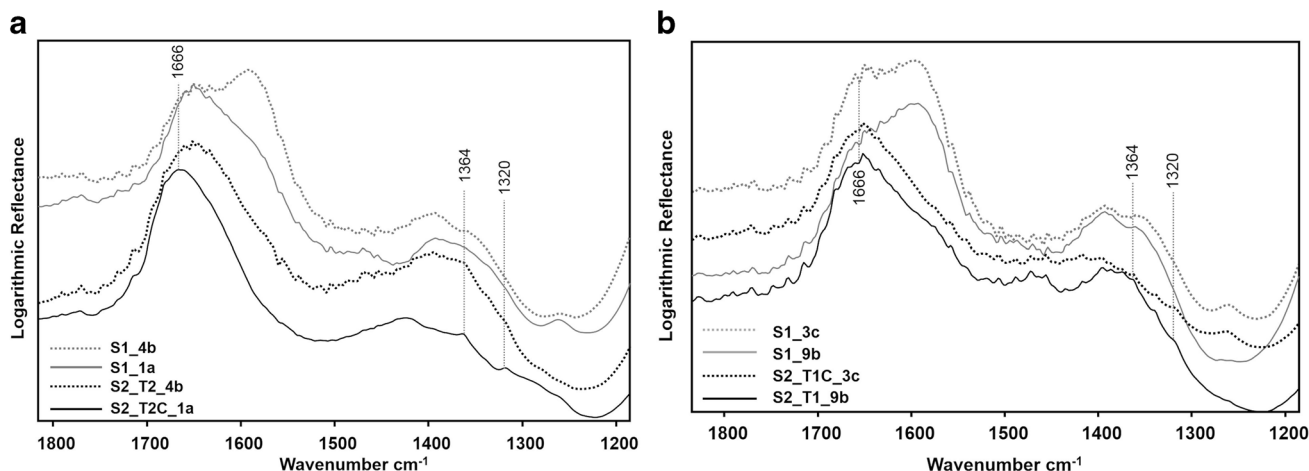 a
1666
1364
1320
Logarithmic Reflectance
S1_4b
S1_1a
S2_T2_4b
S2_T2C_1a
1800 1700 1600 1500 1400 1300 1200
Wavenumber cm-1
b
1666
1364
1320
Logarithmic Reflectance
S1_3c
S1_9b
S2_T1C_3c
S2_T1_9b
1800 1700 1600 1500 1400 1300 1200
Wavenumber cm-1